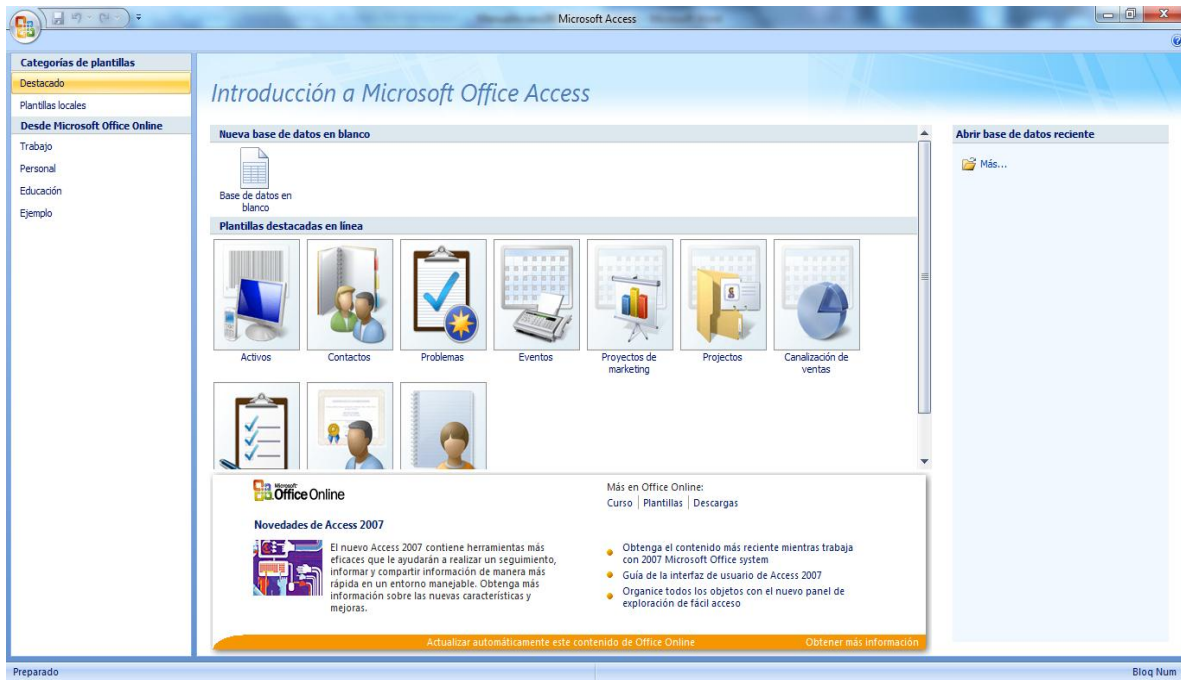 Microsoft Access
Categorías de plantillas
Destacado
Plantillas locales
Desde Microsoft Office Online
Trabajo
Personal
Educación
Ejemplo
Introducción a Microsoft Office Access
Nueva base de datos en blanco
Base de datos en
blanco
Plantillas destacadas en línea
Activos
Contactos
Problemas
Eventos
Proyectos de
marketing
Projectos
Canalización de
ventas
Microsoft
Office Online
Novedades de Access 2007
El nuevo Access 2007 contiene herramientas más
eficaces que le ayudarán a realizar un seguimiento,
informar y compartir información de manera más
rápida en un entorno manejable. Obtenga más
información sobre las nuevas características y
mejoras.
Más en Office Online:
Curso | Plantillas | Descargas
Obtenga el contenido más reciente mientras trabaja
con 2007 Microsoft Office system
Guía de la interfaz de usuario de Access 2007
Organice todos los objetos con el nuevo panel de
exploración de fácil acceso
Actualizar automáticamente este contenido de Office Online
Obtener más información
Abrir base de datos reciente
Más...
Preparado
Bloq Num